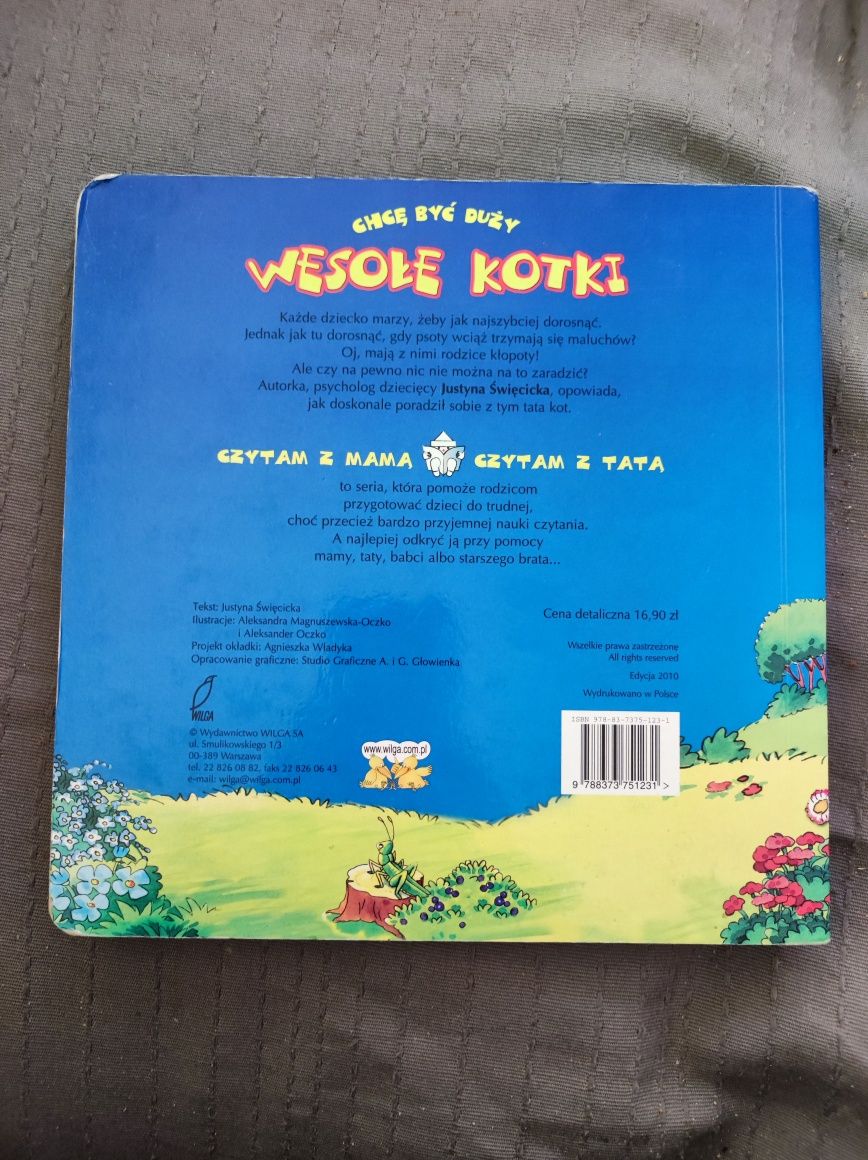 CHCĘ BYĆ DUŻY
WESOŁE KOTKI
Każde dziecko marzy, żeby jak najszybciej dorosnąć.
Jednak jak tu dorosnąć, gdy psoty wciąż trzymają się maluchów?
Oj, mają z nimi rodzice kłopoty!
Ale czy na pewno nic nie można na to zaradzić?
Autorka, psycholog dziecięcy Justyna Święcicka, opowiada,
jak doskonale poradził sobie z tym tata kot.
CZYTAM Z MAMĄ CZYTAM Z TATĄ
to seria, która pomoże rodzicom
przygotować dzieci do trudnej,
choć przecież bardzo przyjemnej nauki czytania.
A najlepiej odkryć ją przy pomocy
mamy, taty, babci albo starszego brata...
Tekst: Justyna Święcicka
Ilustracje: Aleksandra Magnuszewska-Oczko
i Aleksander Oczko
Projekt okładki: Agnieszka Władyka
Opracowanie graficzne: Studio Graficzne A. i G. Głowienka
WILGA
© Wydawnictwo WILGA SA
ul. Smulikowskiego 1/3
00-389 Warszawa
tel. 22 826 08 82, faks 22 826 06 43
e-mail: wilga@wilga.com.pl
www.wilga.com.pl
Cena detaliczna 16,90 zł
Wszelkie prawa zastrzeżone
All rights reserved
Edycja 2010
Wydrukowano w Polsce
ISBN 978-83-7375-123-1
9 788373 751231 >